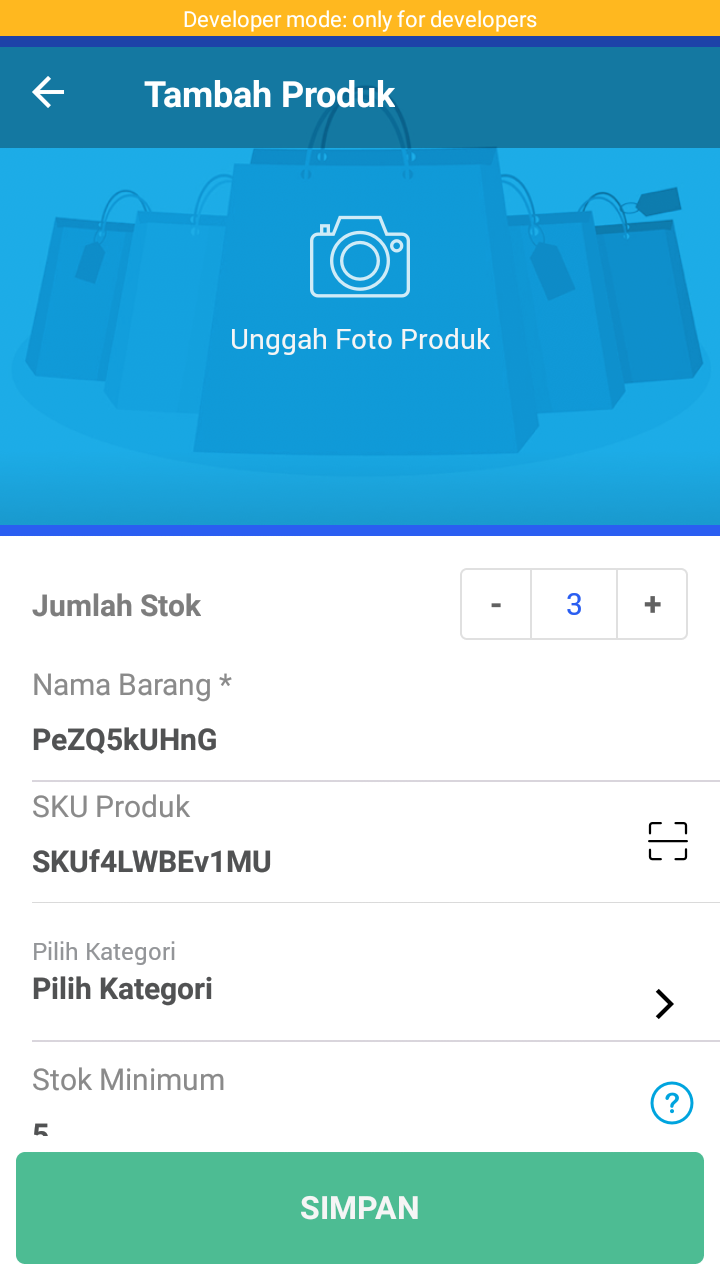 Developer mode: only for developers
Tambah Produk
Unggah Foto Produk
Jumlah Stok
- 3 +
Nama Barang *
PeZQ5kUHnG
SKU Produk
SKUf4LWBEv1MU
Pilih Kategori
Pilih Kategori
Stok Minimum
?
5
SIMPAN